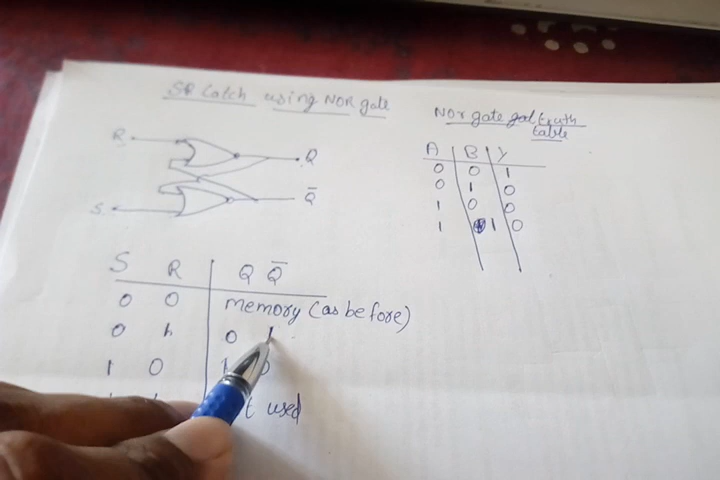 SR Latch using NOR gate
R Q
S Q̅
S R Q Q̅
0 0 memory (as before)
0 1 0 1
1 0 1 0
used
NOR gate truth
table
A B Y
0 0 1
0 1 0
1 0 0
1 1 0